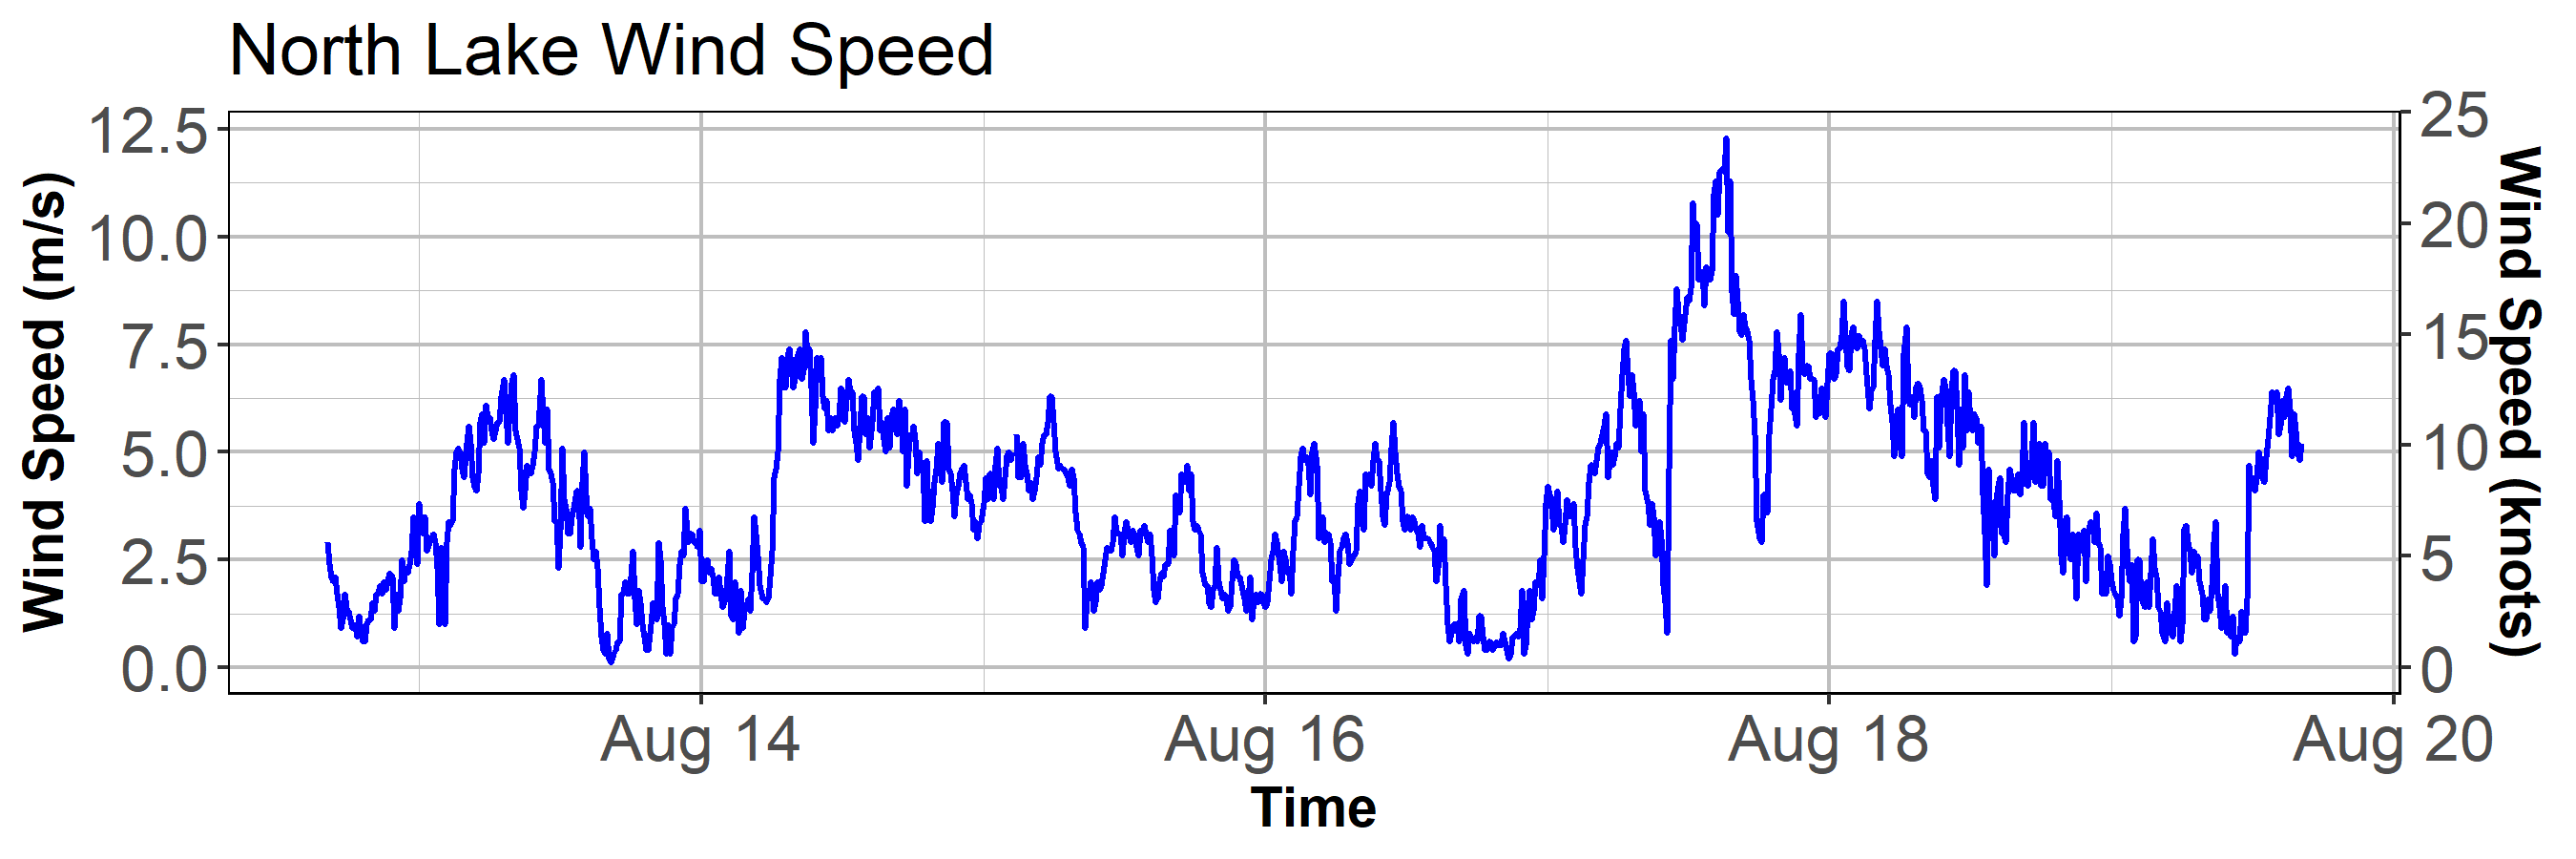 North Lake Wind Speed
Wind Speed (m/s)
12.5
10.0
7.5
5.0
2.5
0.0
25
20
15
10
5
0
Wind Speed (knots)
Aug 14
Aug 16
Aug 18
Aug 20
Time